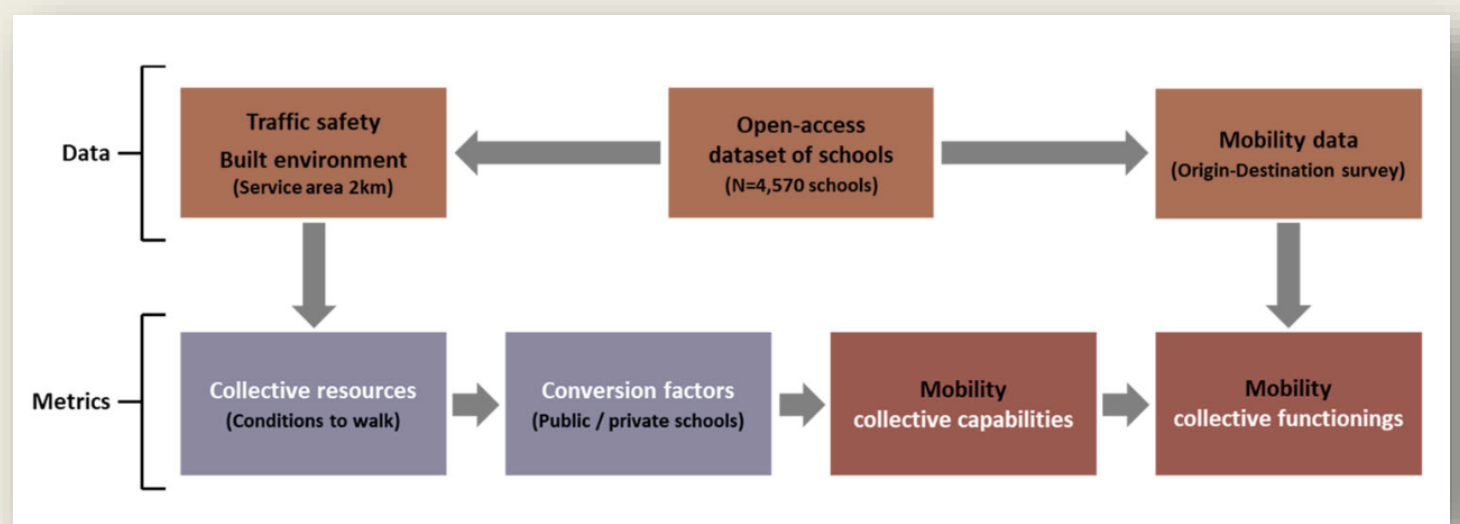 Data
Traffic safety
Built environment
(Service area 2km)
Open-access
dataset of schools
(N=4,570 schools)
Mobility data
(Origin-Destination survey)
Metrics
Collective resources
(Conditions to walk)
Conversion factors
(Public / private schools)
Mobility
collective capabilities
Mobility
collective functionings